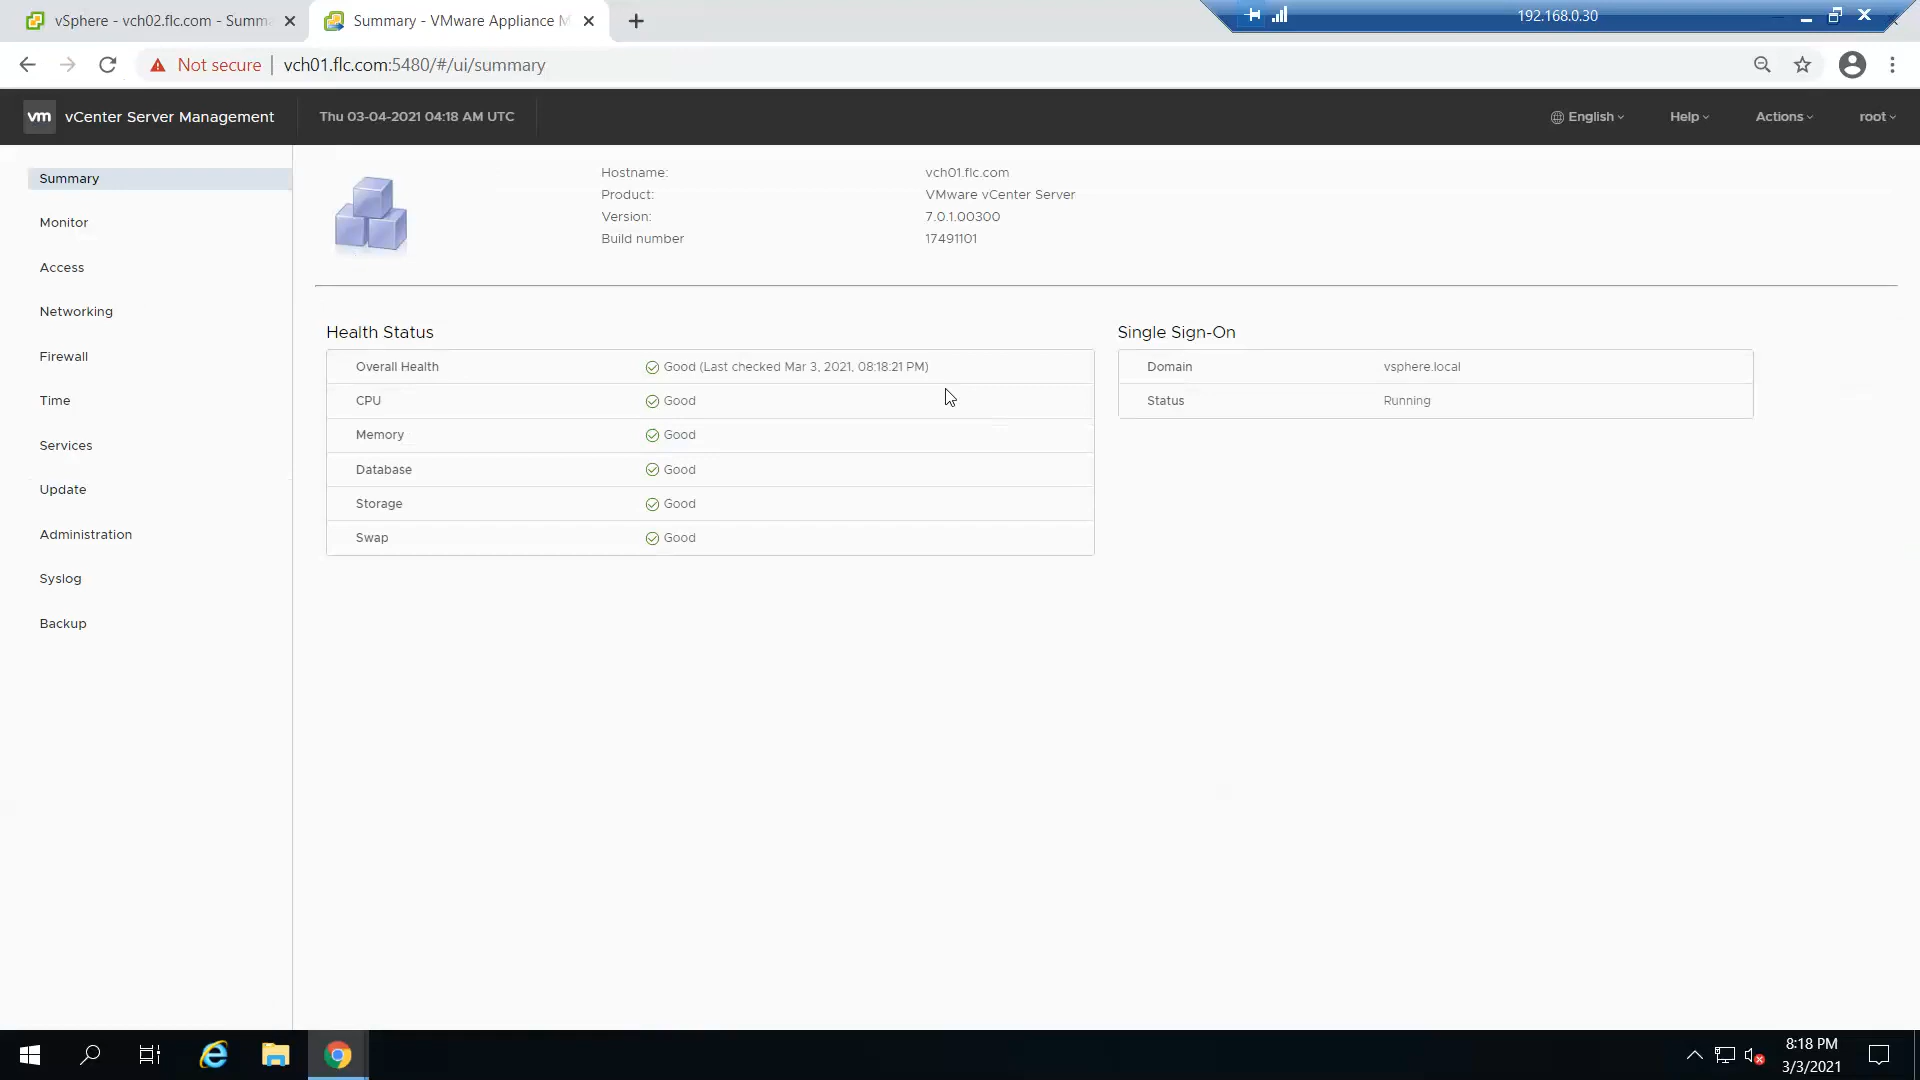 vSphere - vch02.flc.com - Summa
Summary - VMware Appliance M
192.168.0.30
Not secure
vch01.flc.com:5480/#/ui/summary
vm
vCenter Server Management
Thu 03-04-2021 04:18 AM UTC
English
Help
Actions
root
Summary
Monitor
Access
Networking
Firewall
Time
Services
Update
Administration
Syslog
Backup
Hostname: vch01.flc.com
Product: VMware vCenter Server
Version: 7.0.1.00300
Build number 17491101
Health Status
Overall Health Good (Last checked Mar 3, 2021, 08:18:21 PM)
CPU Good
Memory Good
Database Good
Storage Good
Swap Good
Single Sign-On
Domain vsphere.local
Status Running
8:18 PM
3/3/2021